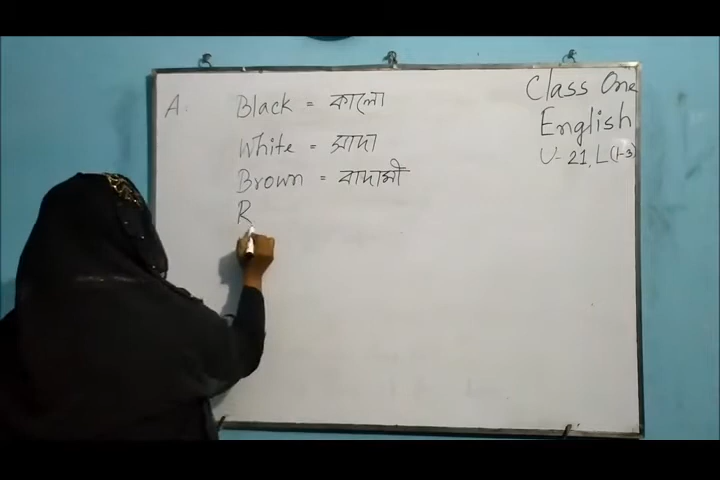 Class One
English
U-21, L(1-3)
A:
Black = কালো
White = সাদা
Brown = বাদামী
R